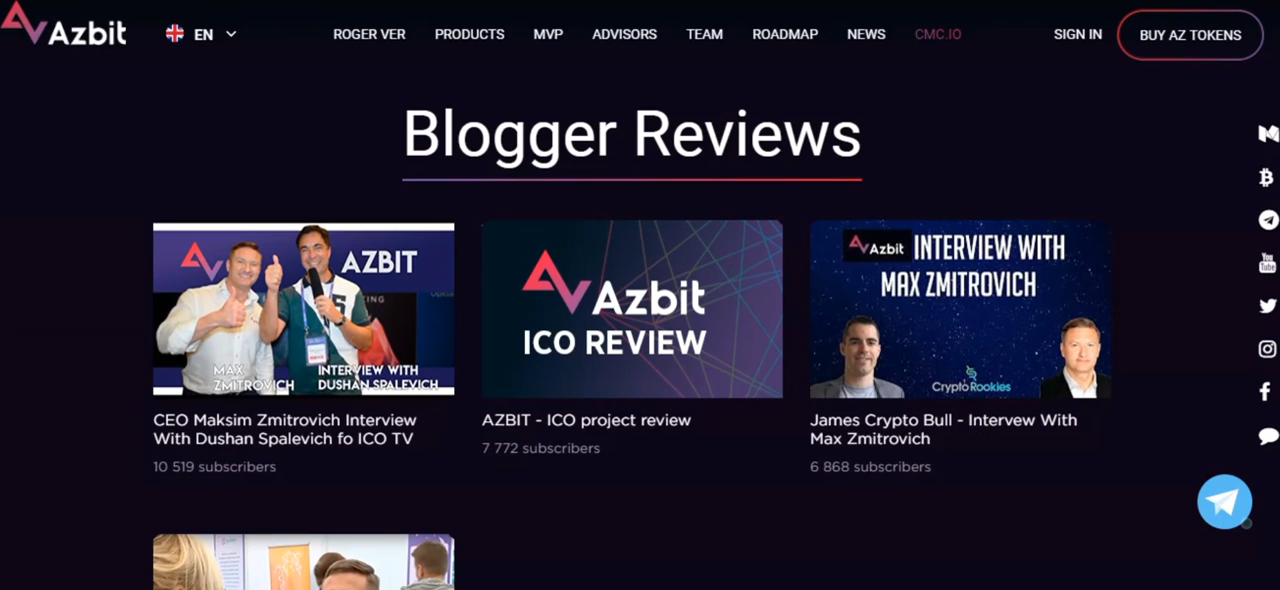 Azbit
EN
ROGER VER
PRODUCTS
MVP
ADVISORS
TEAM
ROADMAP
NEWS
CMC.IO
SIGN IN
BUY AZ TOKENS
Blogger Reviews
AZBIT
MAX
ZMITROVICH
INTERVIEW WITH
DUSHAN SPALEVICH
Azbit
ICO REVIEW
Azbit INTERVIEW WITH
MAX ZMITROVICH
CryptoRookies
CEO Maksim Zmitrovich Interview
With Dushan Spalevich fo ICO TV
10 519 subscribers
AZBIT - ICO project review
7 772 subscribers
James Crypto Bull - Intervew With
Max Zmitrovich
6 868 subscribers
You
Tube